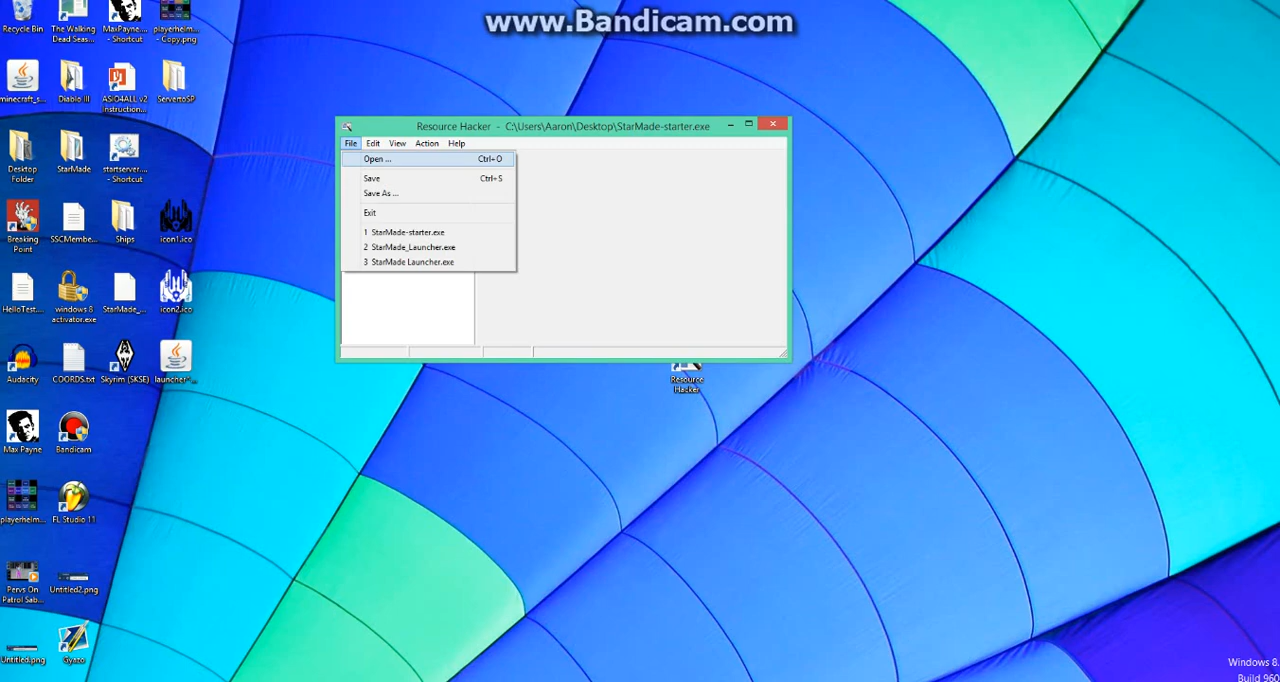 www.Bandicam.com
Recycle Bin
The Walking
Dead Seas...
MaxPayne....
- Shortcut
playerheim...
- Copy.png
minecraft_s...
Diablo III
ASIO4ALL v2
Instruction...
ServertoSP
Desktop
Folder
StarMade
startserver....
- Shortcut
Breaking
Point
SSCMembe...
Ships
icon1.ico
HelloTest....
windows 8
activator.exe
StarMade_...
icon2.ico
Audacity
COORDS.txt
Skyrim (SKSE)
launcher-...
Max Payne
Bandicam
playerheim...
FL Studio 11
Pervs On
Patrol Sab...
Untitled2.png
Untitled.png
Gyazo
Resource Hacker - C:\Users\Aaron\Desktop\StarMade-starter.exe
File Edit View Action Help
Open ... Ctrl+O
Save Ctrl+S
Save As ...
Exit
1 StarMade-starter.exe
2 StarMade_Launcher.exe
3 StarMade Launcher.exe
Resource
Hacker
Windows 8.
Build 960